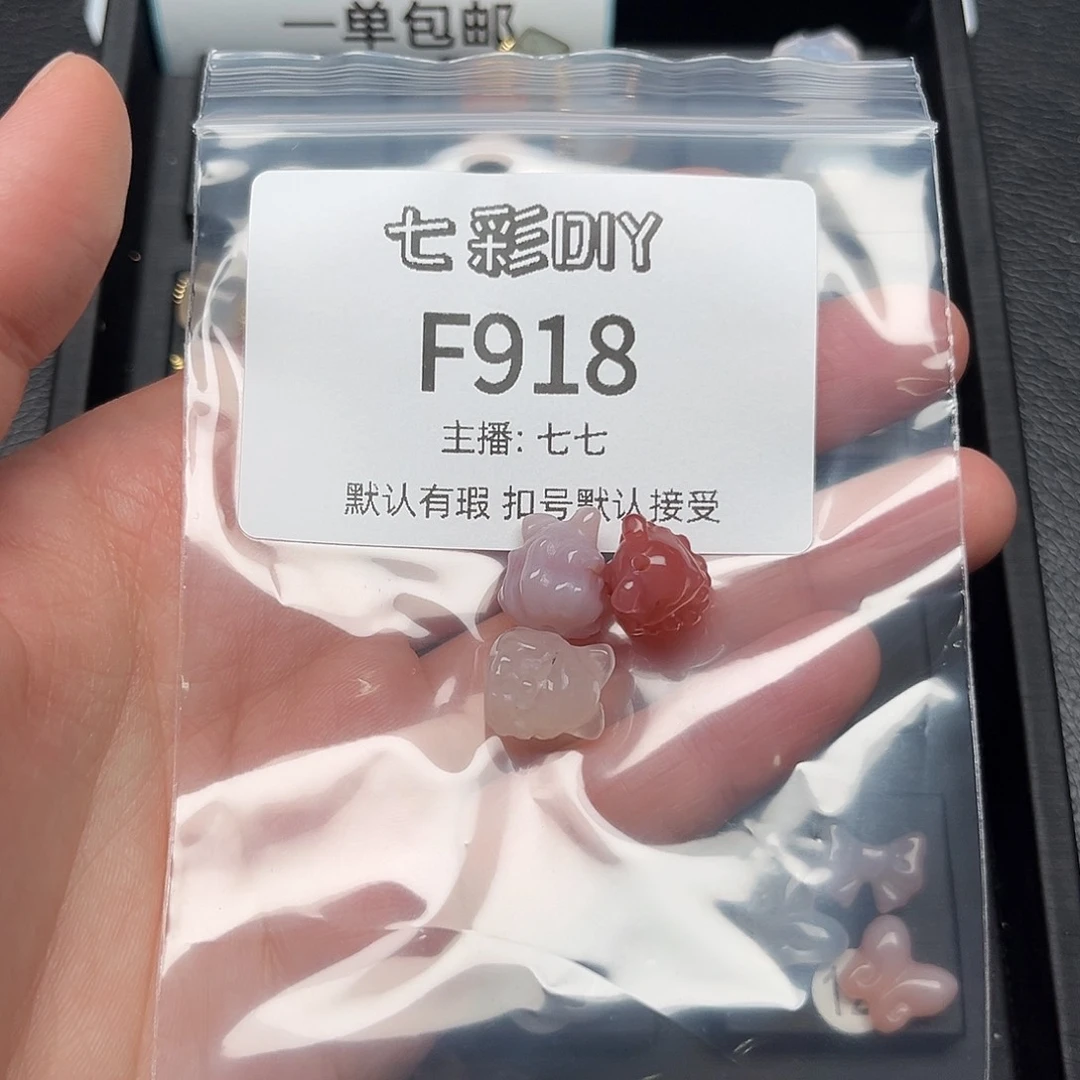 一单包邮
七彩DIY
F918
主播: 七七
默认有瑕 扣号默认接受